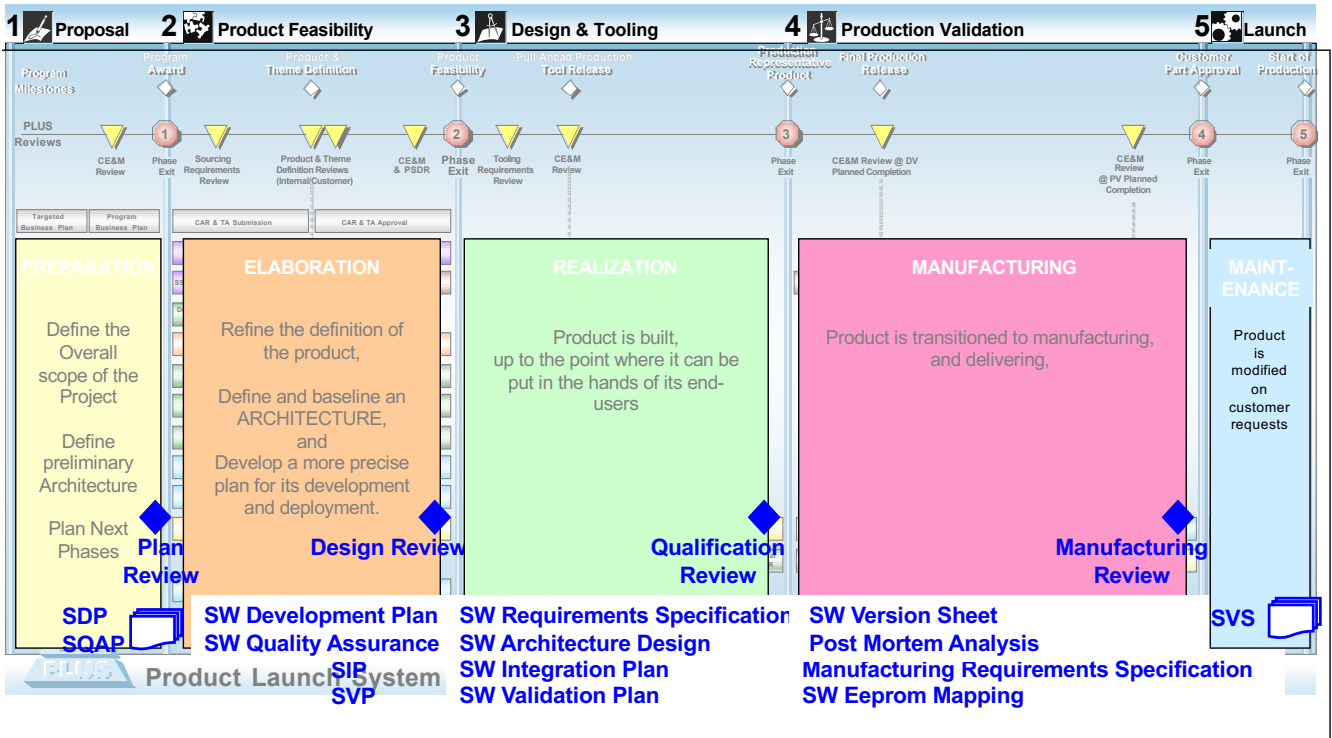 1 Proposal
2 Product Feasibility
3 Design & Tooling
4 Production Validation
5 Launch
Program
Milestones
Program
Award
Product &
Theme Definition
Product
Feasibility
Pull Ahead Production
Tool Release
Production
Representative
Product
Final Production
Release
Customer
Part Approval
Start of
Production
PLUS
Reviews
1
2
3
4
5
CE&M
Review
Phase
Exit
Sourcing
Requirements
Review
Product & Theme
Definition Reviews
(Internal/Customer)
CE&M
& PSDR
Phase
Exit
Tooling
Requirements
Review
CE&M
Review
Phase
Exit
CE&M Review @ DV
Planned Completion
CE&M
Review
@ PV Planned
Completion
Phase
Exit
Phase
Exit
Targeted
Business Plan
Program
Business Plan
CAR & TA Submission
CAR & TA Approval
PREPARATION
Define the
Overall
scope of the
Project
Define
preliminary
Architecture
Plan Next
Phases
Plan
Review
ELABORATION
Refine the definition of
the product,
Define and baseline an
ARCHITECTURE,
and
Develop a more precise
plan for its development
and deployment.
Design Review
REALIZATION
Product is built,
up to the point where it can be
put in the hands of its end-
users
Qualification
Review
MANUFACTURING
Product is transitioned to manufacturing,
and delivering,
Manufacturing
Review
MAINT-
ENANCE
Product
is
modified
on
customer
requests
SDP
SQAP
SW Development Plan
SW Quality Assurance
SIP
SVP
SW Requirements Specification
SW Architecture Design
SW Integration Plan
SW Validation Plan
SW Version Sheet
Post Mortem Analysis
Manufacturing Requirements Specification
SW Eeprom Mapping
SVS
PLUS
Product Launch System